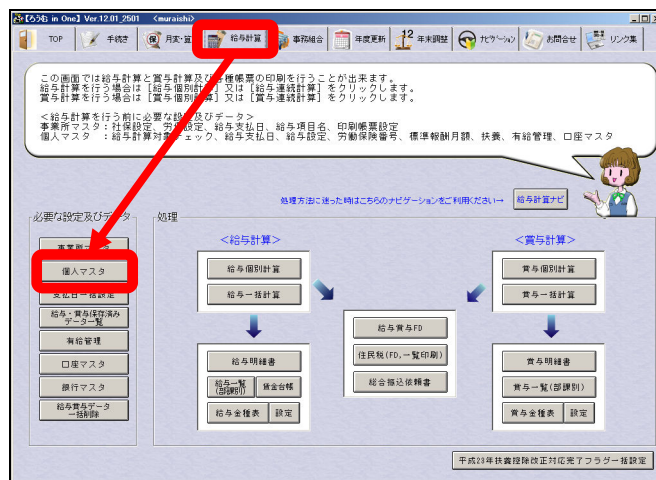 [ろうむ in One] Ver.12.01_2501 <muraishi>
TOP 手続き 月変・算 給与計算 事務組合 年度更新 12 年末調整 ナビゲーション お問合せ リンク集
この画面では給与計算と賞与計算及び各種帳票の印刷を行うことが出来ます。
給与計算を行う場合は［給与個別計算］又は［給与連続計算］をクリックします。
賞与計算を行う場合は［賞与個別計算］又は［賞与連続計算］をクリックします。
<給与計算を行う前に必要な設定及びデータ>
事業所マスタ：社保設定、労保設定、給与支払日、給与項目名、印刷帳票設定
個人マスタ ：給与計算対象チェック、給与支払日、給与設定、労働保険番号、標準報酬月額、扶養、有給管理、口座マスタ
処理方法に迷った時はこちらのナビゲーションをご利用ください→ 給与計算ナビ
必要な設定及びデータ
個人マスタ
支払日一括設定
給与・賞与保存済み
データ一覧
有給管理
口座マスタ
銀行マスタ
給与賞与データ
一括削除
処理
<給与計算>
給与個別計算
給与一括計算
給与明細書
給与一覧
(部課別)
賃金台帳
給与金種表 設定
給与賞与FD
住民税(FD,一覧印刷)
総合振込依頼書
<賞与計算>
賞与個別計算
賞与一括計算
賞与明細書
賞与一覧(部課別)
賞与金種表 設定
平成23年扶養控除改正対応完了フラグ一括設定